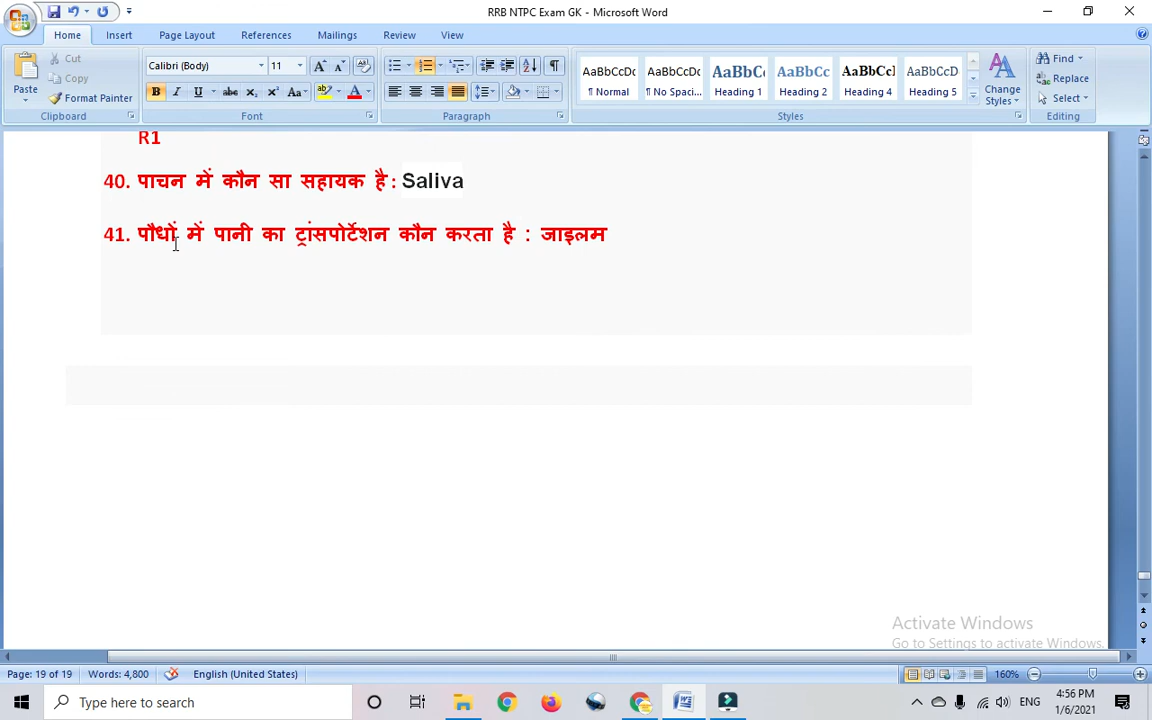 RRB NTPC Exam GK - Microsoft Word
Home Insert Page Layout References Mailings Review View
Paste
Cut
Copy
Format Painter
Clipboard
Calibri (Body) 11
B I U abc x₂ x² Aa
Font
Paragraph
AaBbCcDc AaBbCcDc AaBbC AaBbCc AaBbCcI AaBbCcD
¶ Normal ¶ No Spaci... Heading 1 Heading 2 Heading 4 Heading 5
Change Styles
Styles
Find
Replace
Select
Editing
R1
40. पाचन में कौन सा सहायक है: Saliva
41. पौधों में पानी का ट्रांसपोर्टेशन कौन करता है : जाइलम
Activate Windows
Go to Settings to activate Windows.
Page: 19 of 19 Words: 4,800 English (United States) 160%
Type here to search
ENG
4:56 PM
1/6/2021